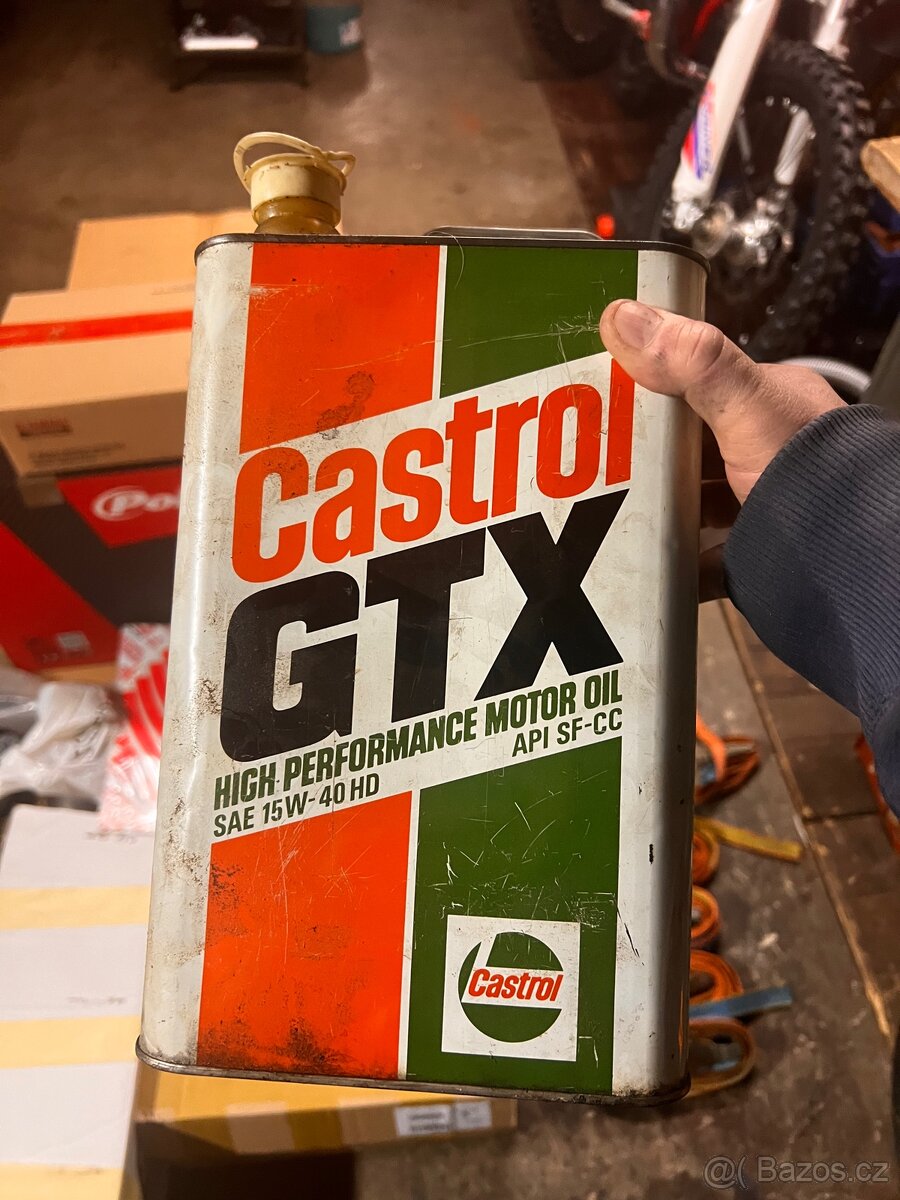 Castrol
GTX
HIGH PERFORMANCE MOTOR OIL
SAE 15W-40 HD
API SF-CC
Castrol
@( Bazos.cz